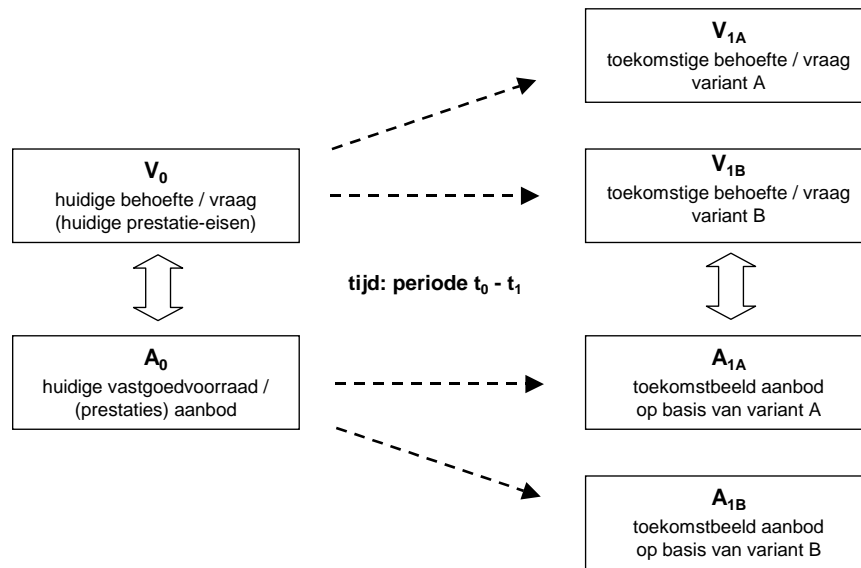 V1A
toekomstige behoefte / vraag
variant A
V0
huidige behoefte / vraag
(huidige prestatie-eisen)
V1B
toekomstige behoefte / vraag
variant B
tijd: periode t0 - t1
A0
huidige vastgoedvoorraad /
(prestaties) aanbod
A1A
toekomstbeeld aanbod
op basis van variant A
A1B
toekomstbeeld aanbod
op basis van variant B